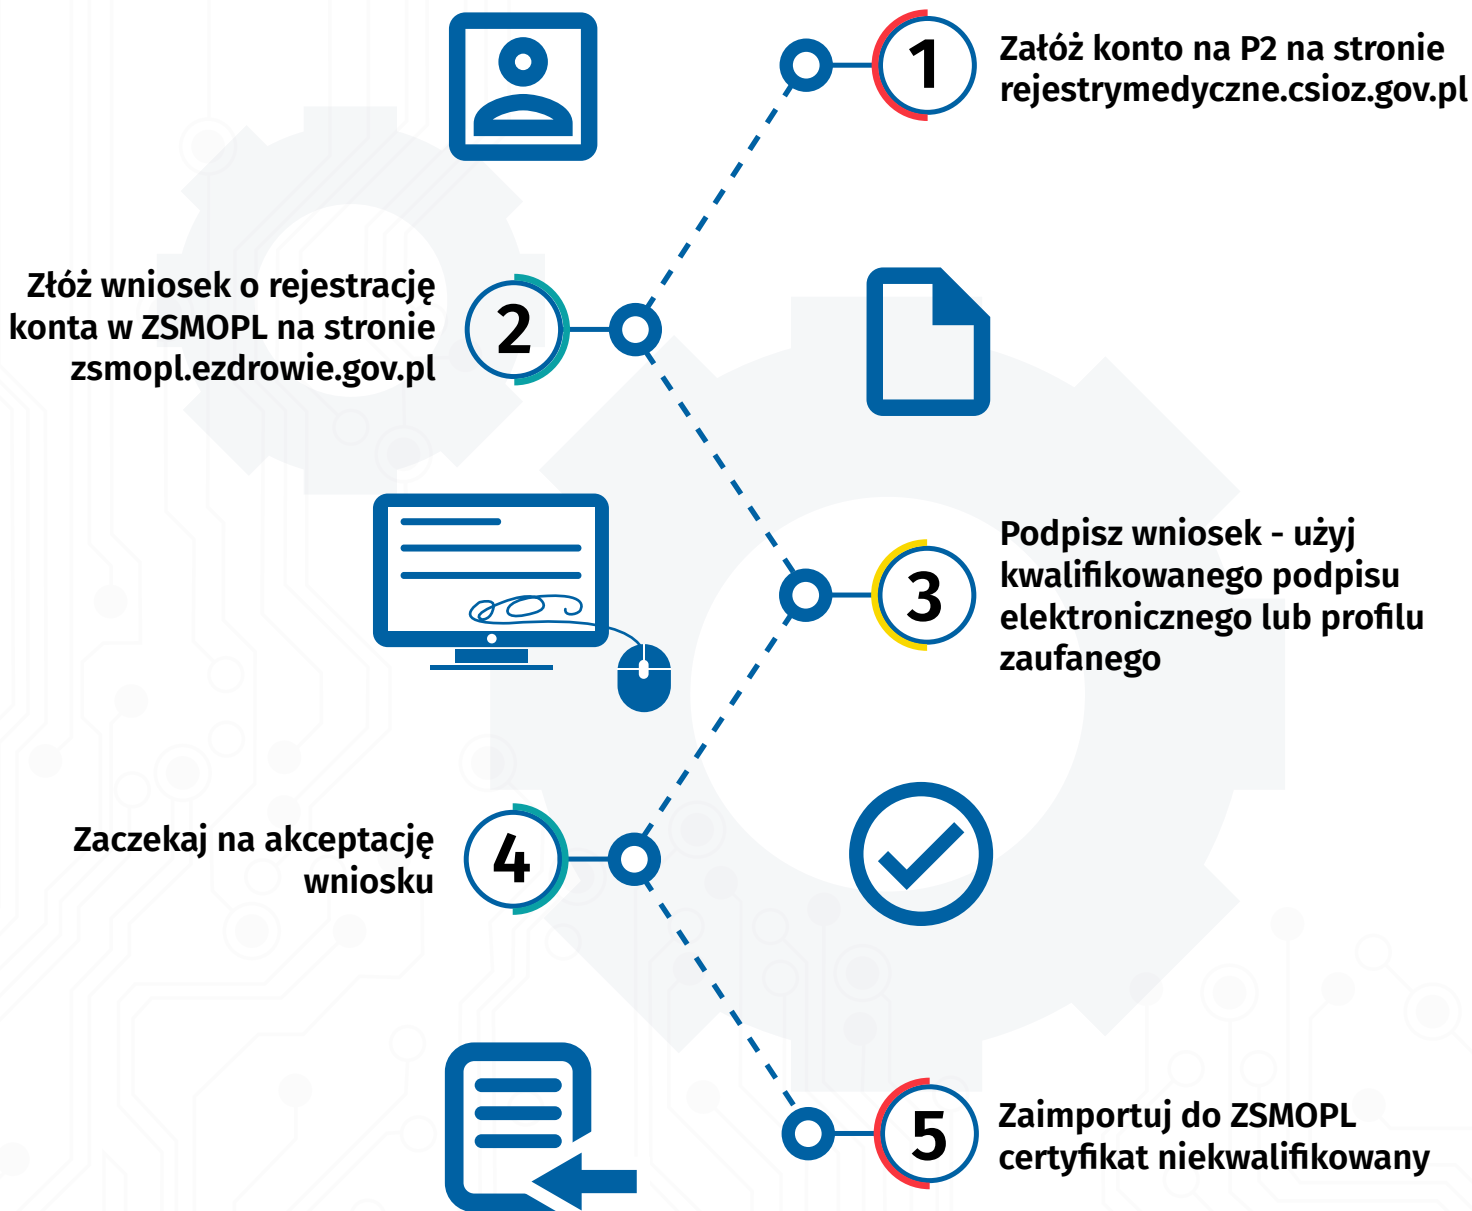 1
Załóż konto na P2 na stronie
rejestrymedyczne.csioz.gov.pl
Złóż wniosek o rejestrację
konta w ZSMOPL na stronie
zsmopl.ezdrowie.gov.pl
2
3
Podpisz wniosek - użyj
kwalifikowanego podpisu
elektronicznego lub profilu
zaufanego
Zaczekaj na akceptację
wniosku
4
5
Zaimportuj do ZSMOPL
certyfikat niekwalifikowany